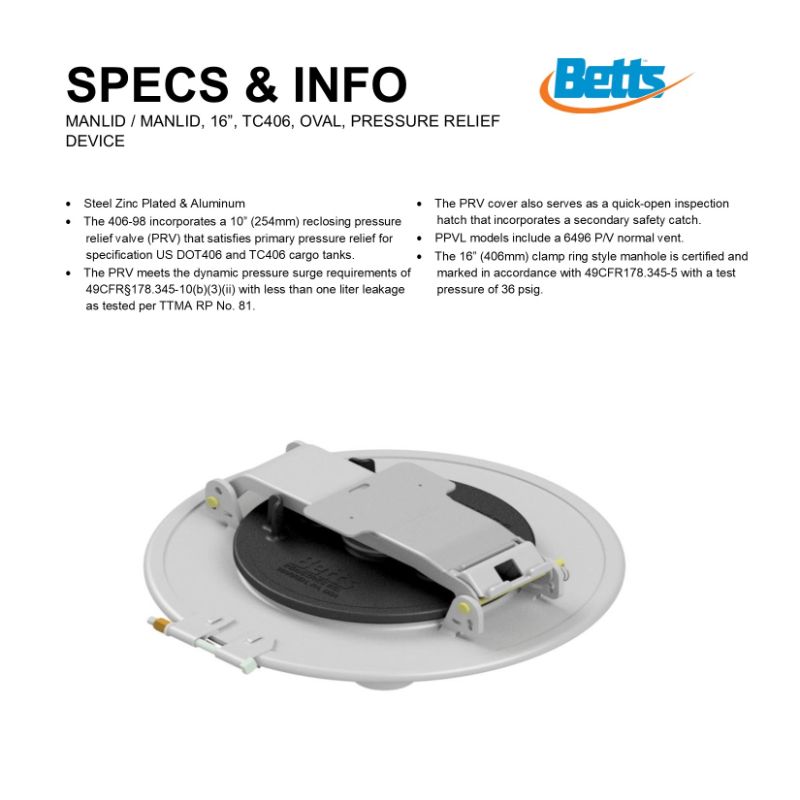 SPECS & INFO
MANLID / MANLID, 16”, TC406, OVAL, PRESSURE RELIEF
DEVICE
Betts
• Steel Zinc Plated & Aluminum
• The 406-98 incorporates a 10” (254mm) reclosing pressure
relief valve (PRV) that satisfies primary pressure relief for
specification US DOT406 and TC406 cargo tanks.
• The PRV meets the dynamic pressure surge requirements of
49CFR§178.345-10(b)(3)(ii) with less than one liter leakage
as tested per TTMA RP No. 81.
• The PRV cover also serves as a quick-open inspection
hatch that incorporates a secondary safety catch.
• PPVL models include a 6496 P/V normal vent.
• The 16” (406mm) clamp ring style manhole is certified and
marked in accordance with 49CFR178.345-5 with a test
pressure of 36 psig.
Betts